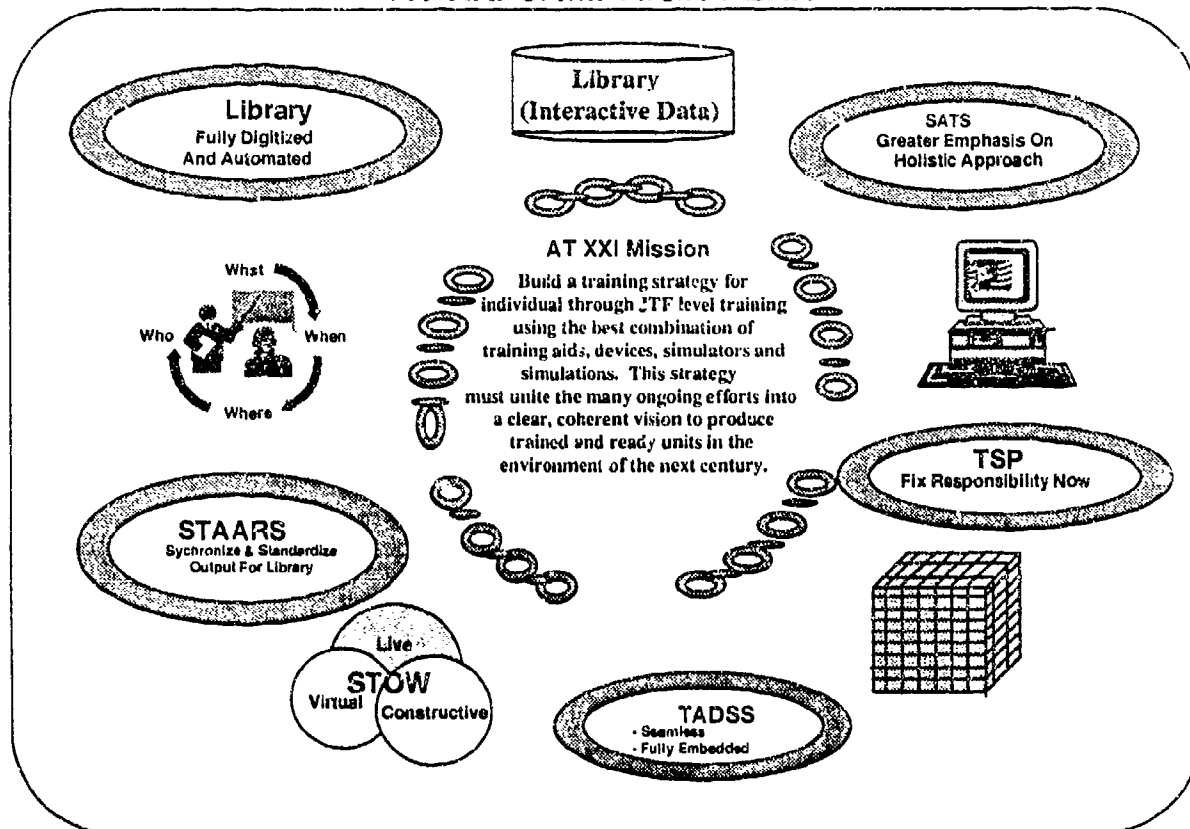 Library
(Interactive Data)
Library
Fully Digitized
And Automated
SATS
Greater Emphasis On
Holistic Approach
AT XXI Mission
Build a training strategy for
individual through JTF level training
using the best combination of
training aids, devices, simulators and
simulations. This strategy
must unite the many ongoing efforts into
a clear, coherent vision to produce
trained and ready units in the
environment of the next century.
What
When
Where
Who
TSP
Fix Responsibility Now
STAARS
Sychronize & Standardize
Output For Library
Live
STOW
Virtual
Constructive
TADSS
- Seamless
- Fully Embedded